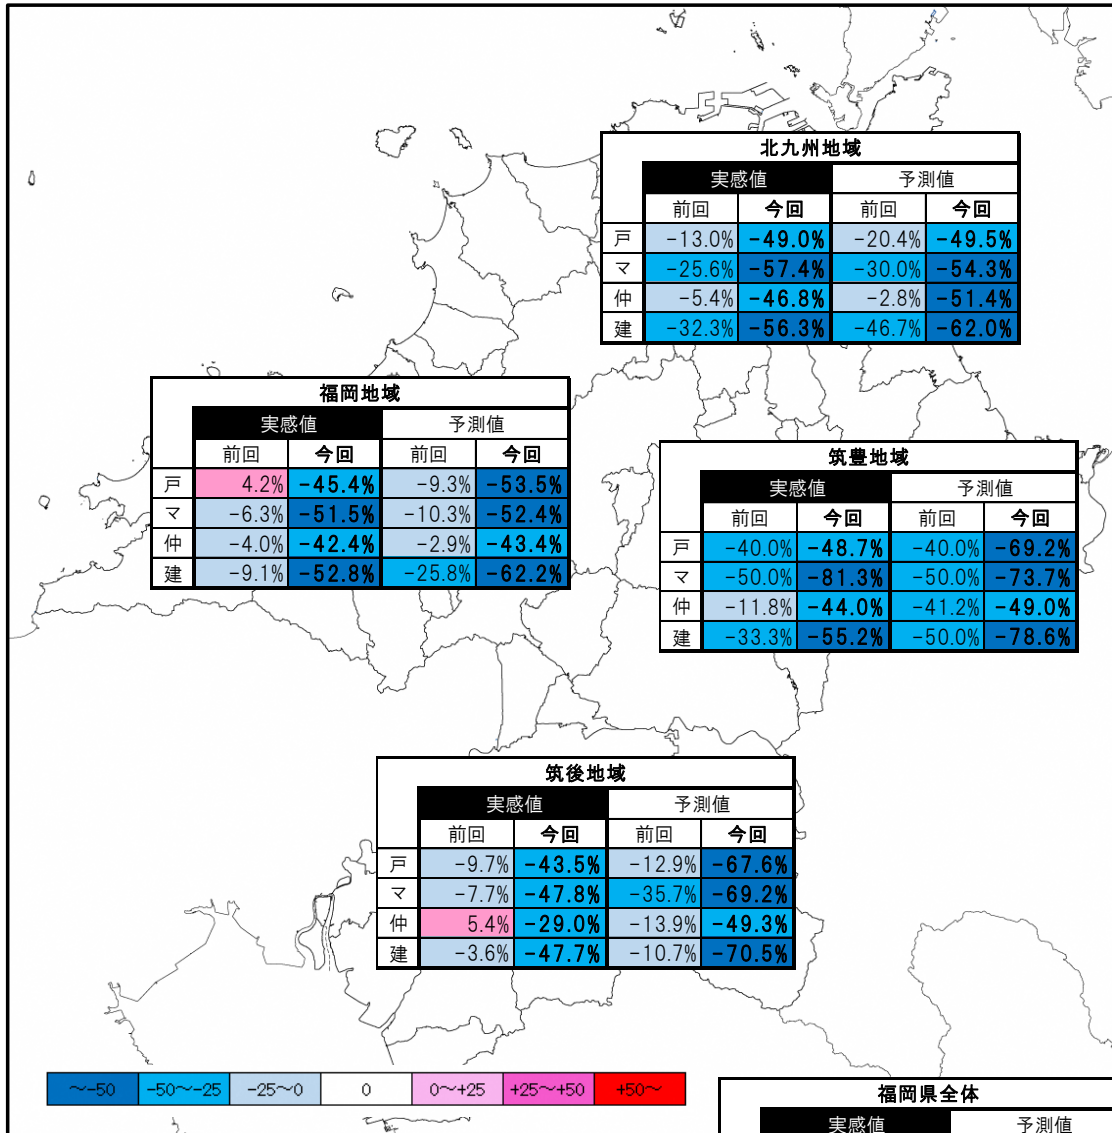 北九州地域
実感値 予測値
前回 今回 前回 今回
戸 -13.0% -49.0% -20.4% -49.5%
マ -25.6% -57.4% -30.0% -54.3%
仲 -5.4% -46.8% -2.8% -51.4%
建 -32.3% -56.3% -46.7% -62.0%
福岡地域
実感値 予測値
前回 今回 前回 今回
戸 4.2% -45.4% -9.3% -53.5%
マ -6.3% -51.5% -10.3% -52.4%
仲 -4.0% -42.4% -2.9% -43.4%
建 -9.1% -52.8% -25.8% -62.2%
筑豊地域
実感値 予測値
前回 今回 前回 今回
戸 -40.0% -48.7% -40.0% -69.2%
マ -50.0% -81.3% -50.0% -73.7%
仲 -11.8% -44.0% -41.2% -49.0%
建 -33.3% -55.2% -50.0% -78.6%
筑後地域
実感値 予測値
前回 今回 前回 今回
戸 -9.7% -43.5% -12.9% -67.6%
マ -7.7% -47.8% -35.7% -69.2%
仲 5.4% -29.0% -13.9% -49.3%
建 -3.6% -47.7% -10.7% -70.5%
～-50 -50～-25 -25～0 0 0～+25 +25～+50 +50～
福岡県全体
実感値 予測値